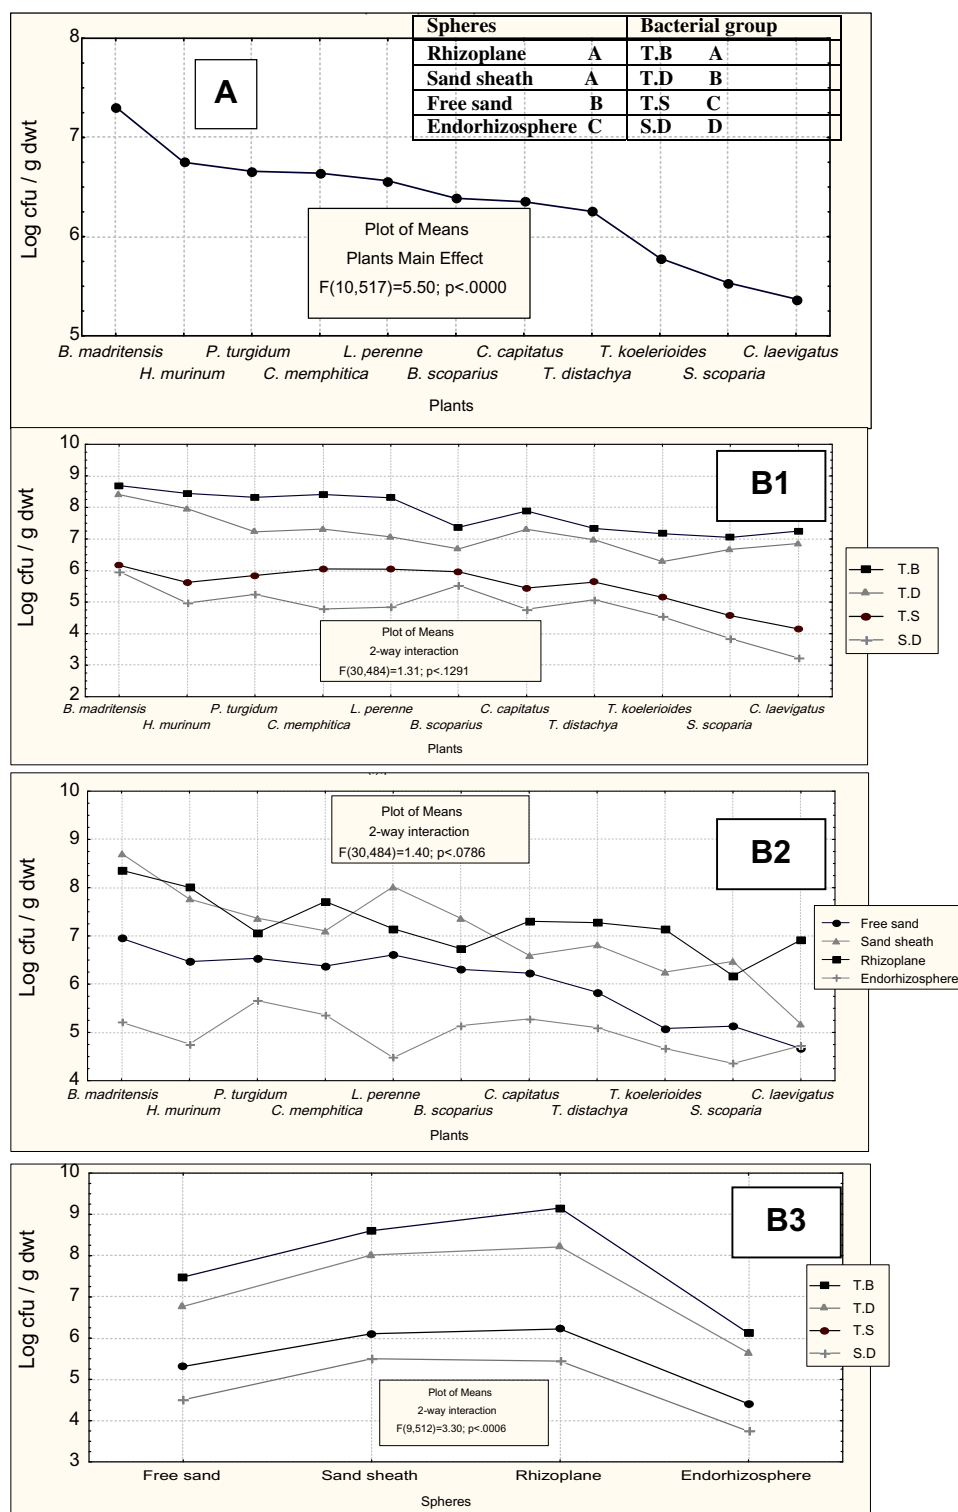 Spheres Bacterial group
Rhizoplane A T.B A
Sand sheath A T.D B
Free sand B T.S C
Endorhizosphere C S.D D
A
8
7
6
5
Log cfu / g dwt
Plot of Means
Plants Main Effect
F(10,517)=5.50; p<.0000
B. madritensis P. turgidum L. perenne C. capitatus T. koelerioides C. laevigatus
H. murinum C. memphitica B. scoparius T. distachya S. scoparia
Plants
B1
10
9
8
7
6
5
4
3
2
Log cfu / g dwt
T.B
T.D
T.S
S.D
Plot of Means
2-way interaction
F(30,484)=1.31; p<.1291
B. madritensis P. turgidum L. perenne C. capitatus T. koelerioides C. laevigatus
H. murinum C. memphitica B. scoparius T. distachya S. scoparia
Plants
B2
10
9
8
7
6
5
4
Log cfu / g dwt
Plot of Means
2-way interaction
F(30,484)=1.40; p<.0786
Free sand
Sand sheath
Rhizoplane
Endorhizosphere
B. madritensis P. turgidum L. perenne C. capitatus T. koelerioides C. laevigatus
H. murinum C. memphitica B. scoparius T. distachya S. scoparia
Plants
B3
10
9
8
7
6
5
4
3
Log cfu / g dwt
T.B
T.D
T.S
S.D
Plot of Means
2-way interaction
F(9,512)=3.30; p<.0006
Free sand Sand sheath Rhizoplane Endorhizosphere
Spheres